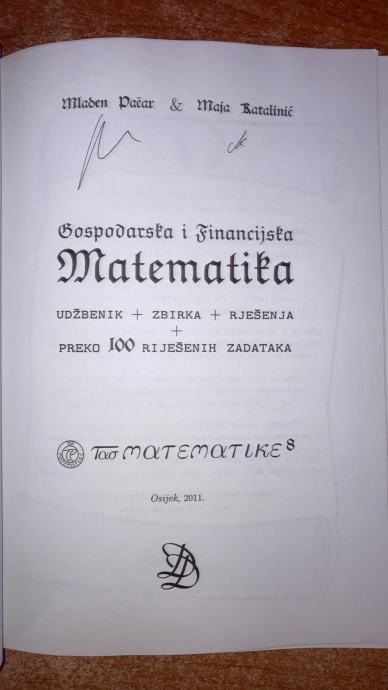 Mladen Pačar & Maja Katalinić
Gospodarska i Financijska
Matematika
UDŽBENIK + ZBIRKA + RJEŠENJA
+
PREKO 100 RIJEŠENIH ZADATAKA
Tao MATEMATIKE 8
Osijek, 2011.